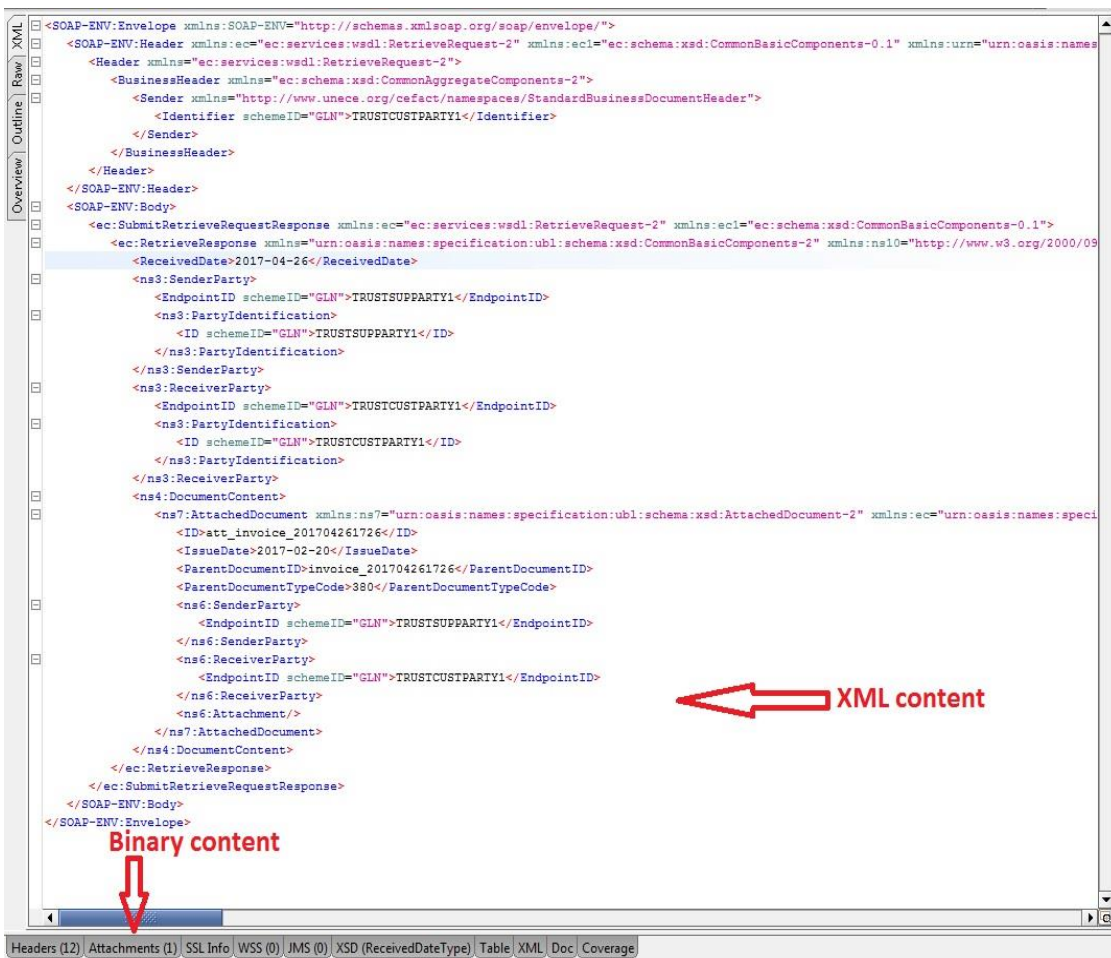 XML
Raw
Outline
Overview
<SOAP-ENV:Envelope xmlns:SOAP-ENV="http://schemas.xmlsoap.org/soap/envelope/">
<SOAP-ENV:Header xmlns:ec="ec:services:wsdl:RetrieveRequest-2" xmlns:ec1="ec:schema:xsd:CommonBasicComponents-0.1" xmlns:urn="urn:oasis:names
<Header xmlns="ec:services:wsdl:RetrieveRequest-2">
<BusinessHeader xmlns="ec:schema:xsd:CommonAggregateComponents-2">
<Sender xmlns="http://www.unece.org/cefact/namespaces/StandardBusinessDocumentHeader">
<Identifier schemeID="GLN">TRUSTCUSTPARTY1</Identifier>
</Sender>
</BusinessHeader>
</Header>
</SOAP-ENV:Header>
<SOAP-ENV:Body>
<ec:SubmitRetrieveRequestResponse xmlns:ec="ec:services:wsdl:RetrieveRequest-2" xmlns:ec1="ec:schema:xsd:CommonBasicComponents-0.1">
<ec:RetrieveResponse xmlns="urn:oasis:names:specification:ubl:schema:xsd:CommonBasicComponents-2" xmlns:ns10="http://www.w3.org/2000/09
<ReceivedDate>2017-04-26</ReceivedDate>
<ns3:SenderParty>
<EndpointID schemeID="GLN">TRUSTSUPPARTY1</EndpointID>
<ns3:PartyIdentification>
<ID schemeID="GLN">TRUSTSUPPARTY1</ID>
</ns3:PartyIdentification>
</ns3:SenderParty>
<ns3:ReceiverParty>
<EndpointID schemeID="GLN">TRUSTCUSTPARTY1</EndpointID>
<ns3:PartyIdentification>
<ID schemeID="GLN">TRUSTCUSTPARTY1</ID>
</ns3:PartyIdentification>
</ns3:ReceiverParty>
<ns4:DocumentContent>
<ns7:AttachedDocument xmlns:ns7="urn:oasis:names:specification:ubl:schema:xsd:AttachedDocument-2" xmlns:ec="urn:oasis:names:speci
<ID>att_invoice_201704261726</ID>
<IssueDate>2017-02-20</IssueDate>
<ParentDocumentID>invoice_201704261726</ParentDocumentID>
<ParentDocumentTypeCode>380</ParentDocumentTypeCode>
<ns6:SenderParty>
<EndpointID schemeID="GLN">TRUSTSUPPARTY1</EndpointID>
</ns6:SenderParty>
<ns6:ReceiverParty>
<EndpointID schemeID="GLN">TRUSTCUSTPARTY1</EndpointID>
</ns6:ReceiverParty>
XML content
<ns6:Attachment/>
</ns7:AttachedDocument>
</ns4:DocumentContent>
</ec:RetrieveResponse>
</ec:SubmitRetrieveRequestResponse>
</SOAP-ENV:Body>
</SOAP-ENV:Envelope>
Binary content
Headers (12) Attachments (1) SSL Info WSS (0) JMS (0) XSD (ReceivedDateType) Table XML Doc Coverage